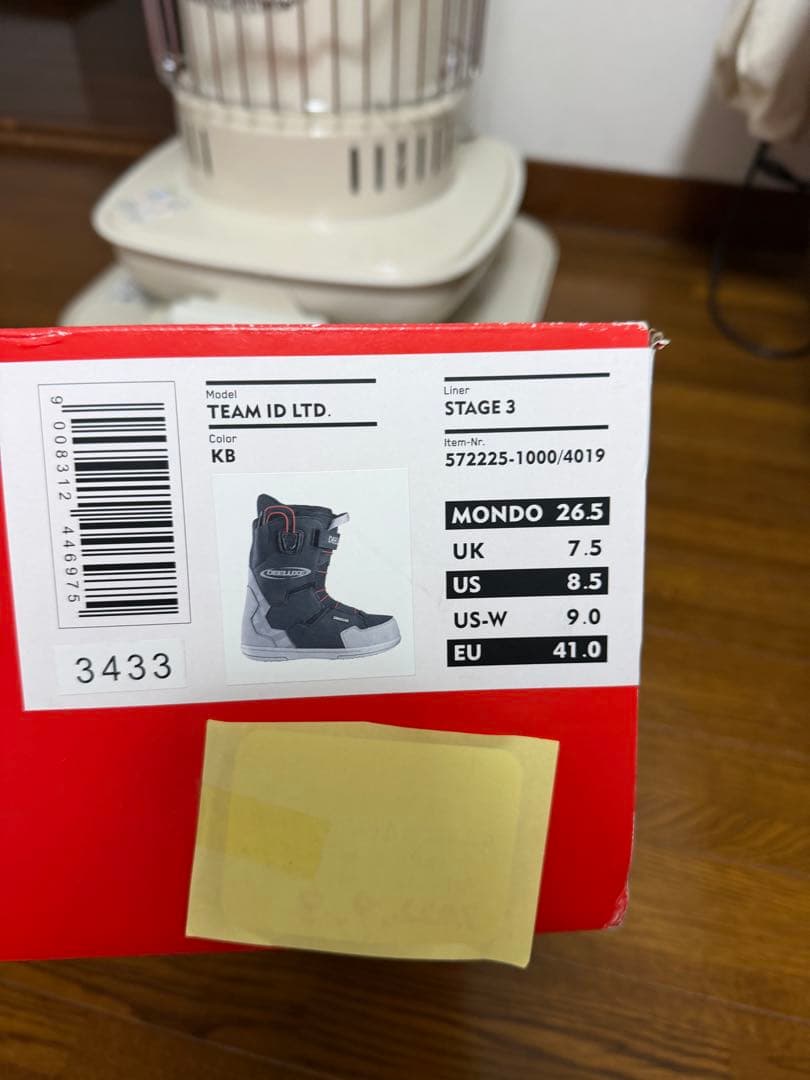 Model
TEAM ID LTD.
Color
KB
Liner
STAGE 3
Item-Nr.
572225-1000/4019
9 008312 446975
3433
DEELUXE
MONDO 26.5
UK 7.5
US 8.5
US-W 9.0
EU 41.0